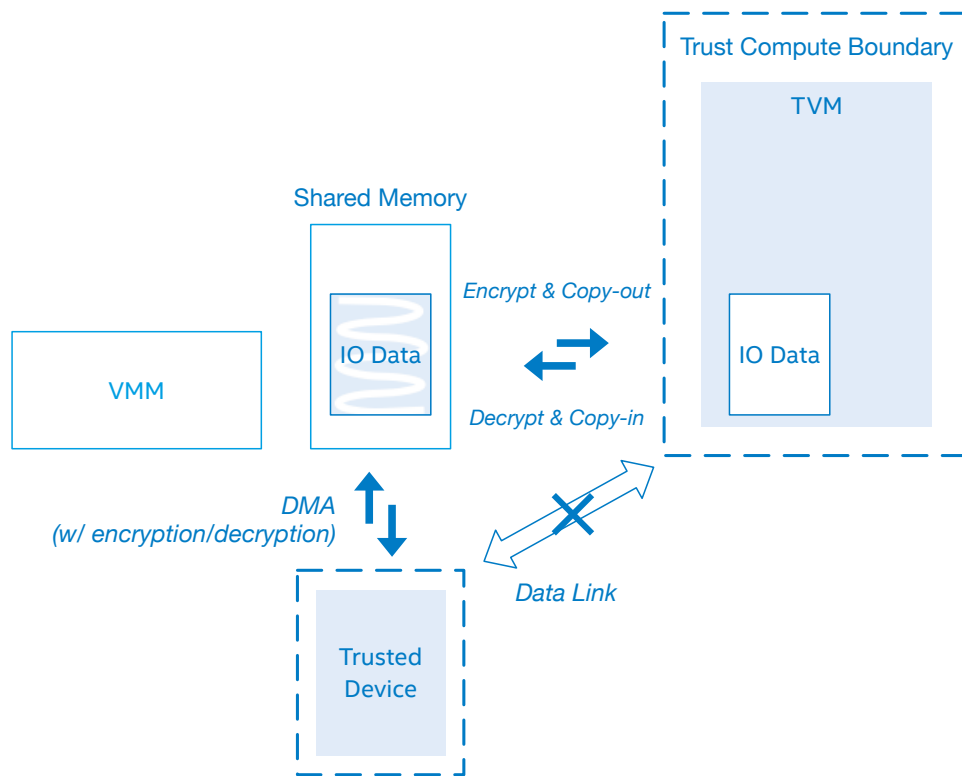 Trust Compute Boundary
TVM
Shared Memory
Encrypt & Copy-out
IO Data
IO Data
VMM
Decrypt & Copy-in
DMA
(w/ encryption/decryption)
Data Link
Trusted
Device